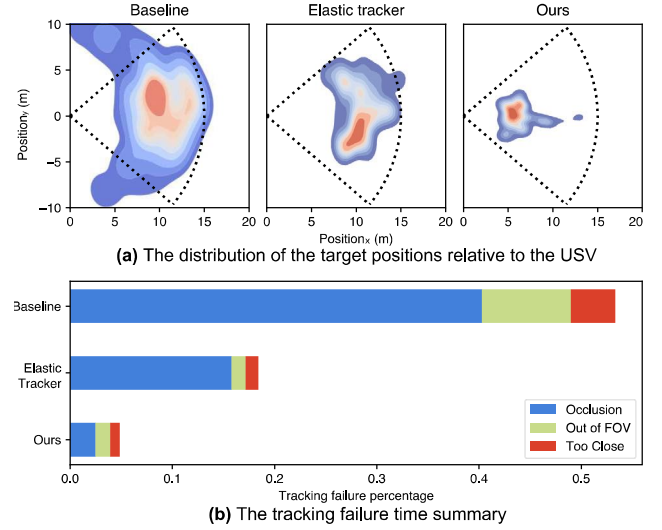 Baseline
Elastic tracker
Ours
10
5
0
-5
-10
Positionᵧ (m)
0 5 10 15 20
0 5 10 15 20
0 5 10 15 20
Positionₓ (m)
(a) The distribution of the target positions relative to the USV
Baseline
Elastic
Tracker
Ours
Occlusion
Out of FOV
Too Close
0.0 0.1 0.2 0.3 0.4 0.5
Tracking failure percentage
(b) The tracking failure time summary